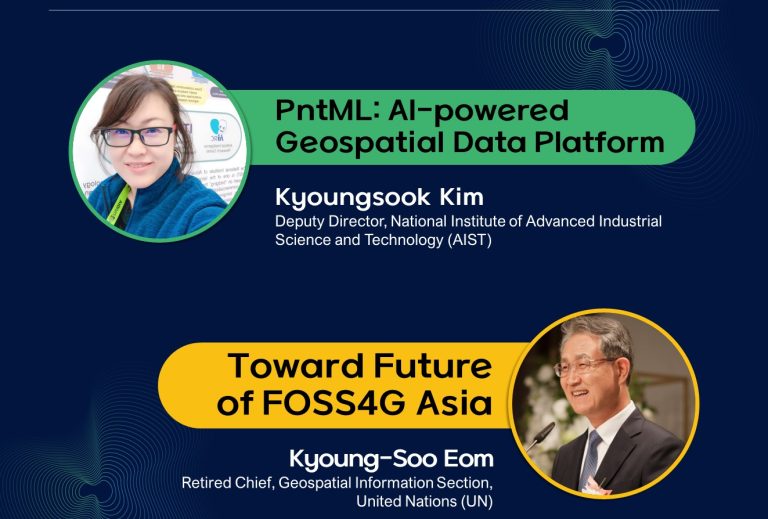 PntML: AI-powered
Geospatial Data Platform
Kyoungsook Kim
Deputy Director, National Institute of Advanced Industrial
Science and Technology (AIST)
Toward Future
of FOSS4G Asia
Kyoung-Soo Eom
Retired Chief, Geospatial Information Section,
United Nations (UN)